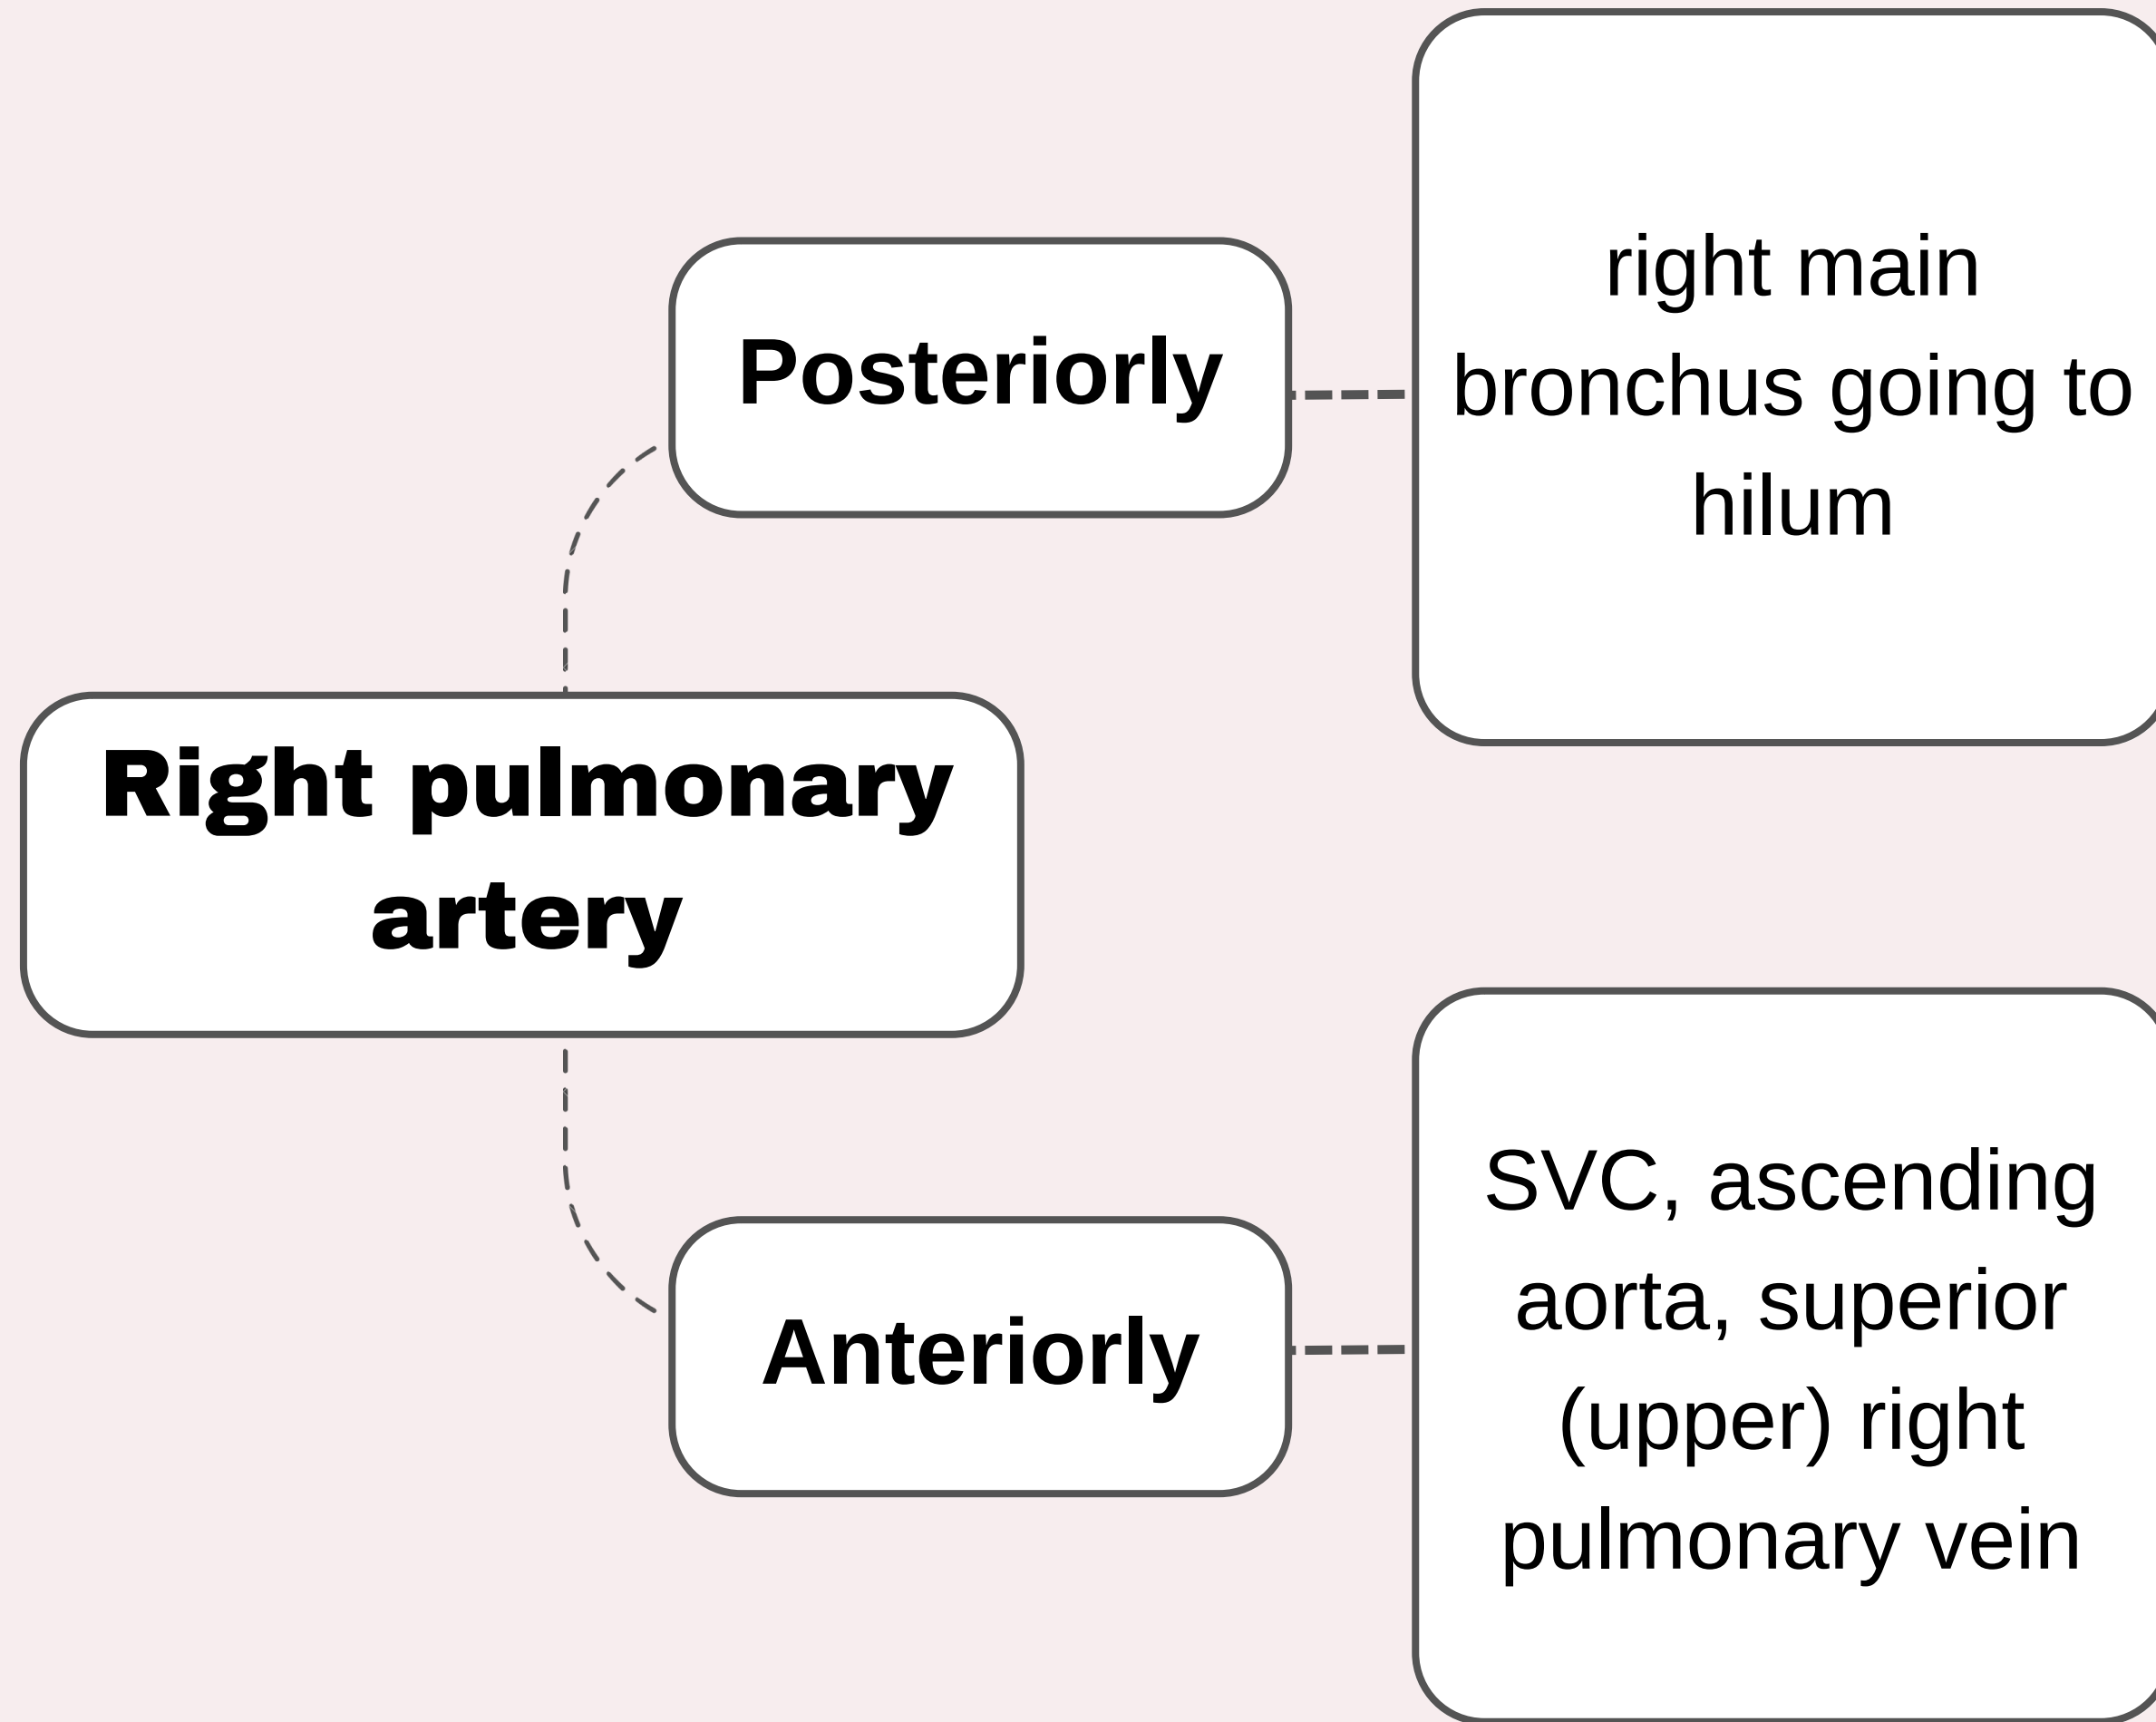 Posteriorly
right main
bronchus going to
hilum
Right pulmonary
artery
Anteriorly
SVC, ascending
aorta, superior
(upper) right
pulmonary vein